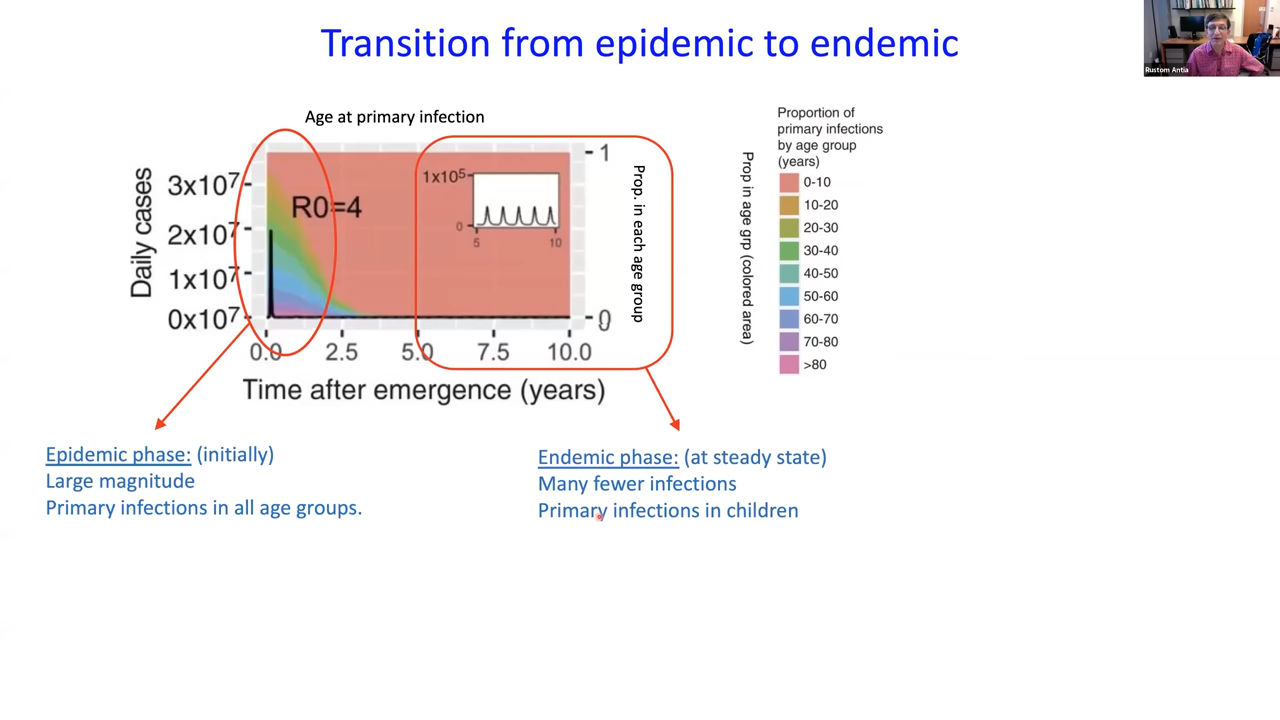 Transition from epidemic to endemic
Rustom Antia
Age at primary infection
Daily cases
3x10⁷
2x10⁷
1x10⁷
0x10⁷
R0=4
1x10⁵
0
5
10
1
0
Prop. in each age group
0.0
2.5
5.0
7.5
10.0
Time after emergence (years)
Prop in age grp (colored area)
Proportion of
primary infections
by age group
(years)
0-10
10-20
20-30
30-40
40-50
50-60
60-70
70-80
>80
Epidemic phase: (initially)
Large magnitude
Primary infections in all age groups.
Endemic phase: (at steady state)
Many fewer infections
Primary infections in children